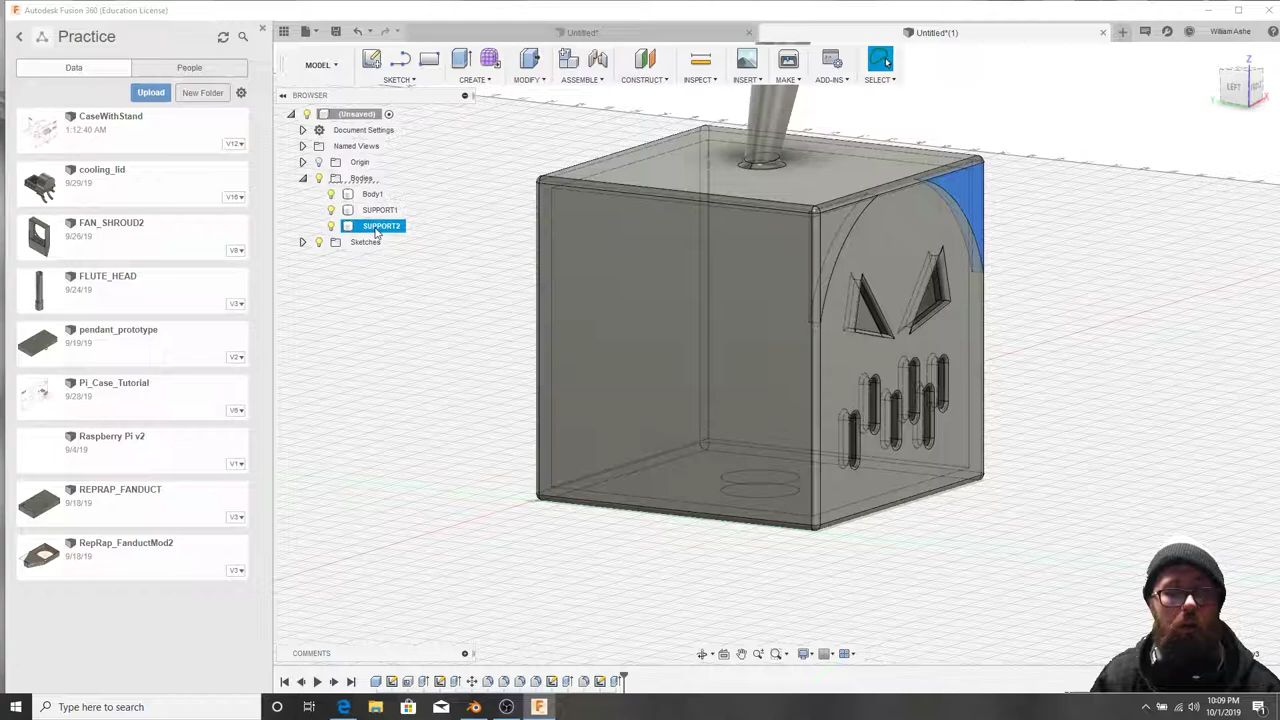 Autodesk Fusion 360 (Education License)
Practice
Untitled*
Untitled*(1)
William Ashe
Data
People
MODEL
SKETCH
CREATE
MODIFY
ASSEMBLE
CONSTRUCT
INSPECT
INSERT
MAKE
ADD-INS
SELECT
Upload
New Folder
BROWSER
Z
LEFT
(Unsaved)
Document Settings
Named Views
Origin
Bodies
Body1
SUPPORT1
SUPPORT2
Sketches
CaseWithStand
1:12:40 AM
V12
cooling_lid
9/29/19
V16
FAN_SHROUD2
9/26/19
V8
FLUTE_HEAD
9/24/19
V3
pendant_prototype
9/19/19
V2
Pi_Case_Tutorial
9/28/19
V6
Raspberry Pi v2
9/4/19
V1
REPRAP_FANDUCT
9/18/19
V3
RepRap_FanductMod2
9/18/19
V3
COMMENTS
Type here to search
10:09 PM
10/1/2019